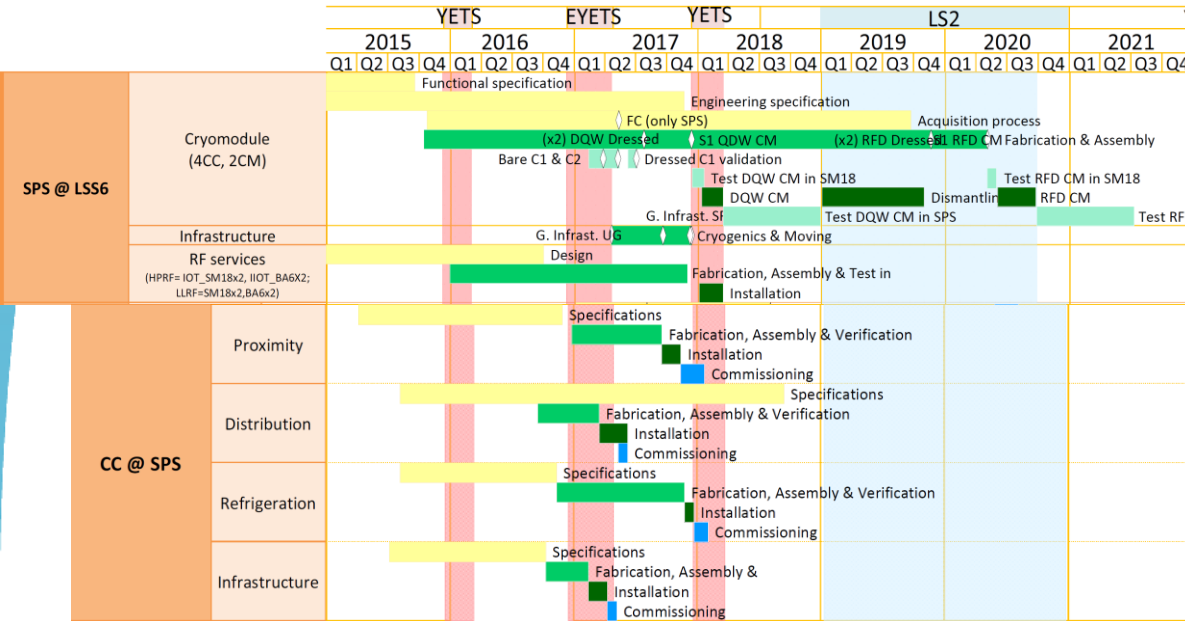 YETS EYETS YETS LS2
2015 2016 2017 2018 2019 2020 2021
Q1 Q2 Q3 Q4 Q1 Q2 Q3 Q4 Q1 Q2 Q3 Q4 Q1 Q2 Q3 Q4 Q1 Q2 Q3 Q4 Q1 Q2 Q3 Q4 Q1 Q2 Q3 Q4
SPS @ LSS6
Cryomodule
(4CC, 2CM)
Functional specification
Engineering specification
FC (only SPS) Acquisition process
(x2) DQW Dressed S1 QDW CM (x2) RFD Dressed S1 RFD CM Fabrication & Assembly
Bare C1 & C2 Dressed C1 validation
Test DQW CM in SM18 Test RFD CM in SM18
DQW CM Dismantlin RFD CM
G. Infrast. SF Test DQW CM in SPS Test RF
Infrastructure
G. Infrast. UG Cryogenics & Moving
RF services
(HPRF= IOT_SM18x2, IIOT_BA6X2;
LLRF=SM18x2,BA6x2)
Design
Fabrication, Assembly & Test in
Installation
CC @ SPS
Proximity
Specifications
Fabrication, Assembly & Verification
Installation
Commissioning
Distribution
Specifications
Fabrication, Assembly & Verification
Installation
Commissioning
Refrigeration
Specifications
Fabrication, Assembly & Verification
Installation
Commissioning
Infrastructure
Specifications
Fabrication, Assembly &
Installation
Commissioning